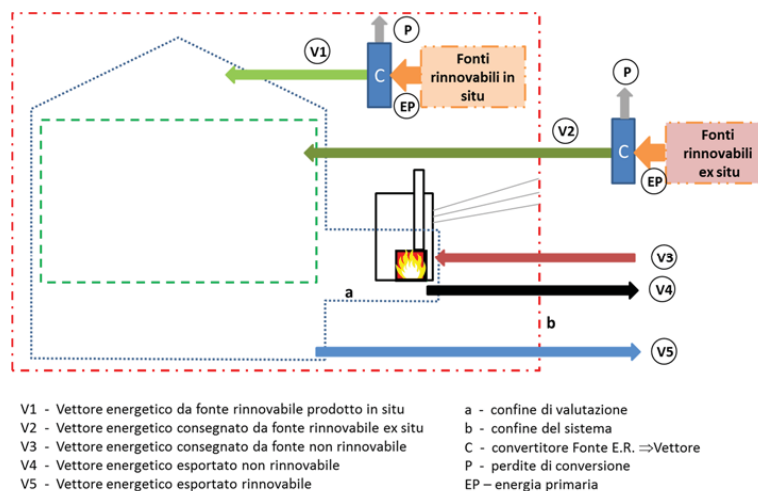 P
V1
C
Fonti
rinnovabili in
situ
EP
P
V2
C
Fonti
rinnovabili
ex situ
EP
V3
a
V4
b
V5
V1 - Vettore energetico da fonte rinnovabile prodotto in situ
V2 - Vettore energetico consegnato da fonte rinnovabile ex situ
V3 - Vettore energetico consegnato da fonte non rinnovabile
V4 - Vettore energetico esportato non rinnovabile
V5 - Vettore energetico esportato rinnovabile
a - confine di valutazione
b - confine del sistema
C - convertitore Fonte E.R. ⇒Vettore
P - perdite di conversione
EP – energia primaria